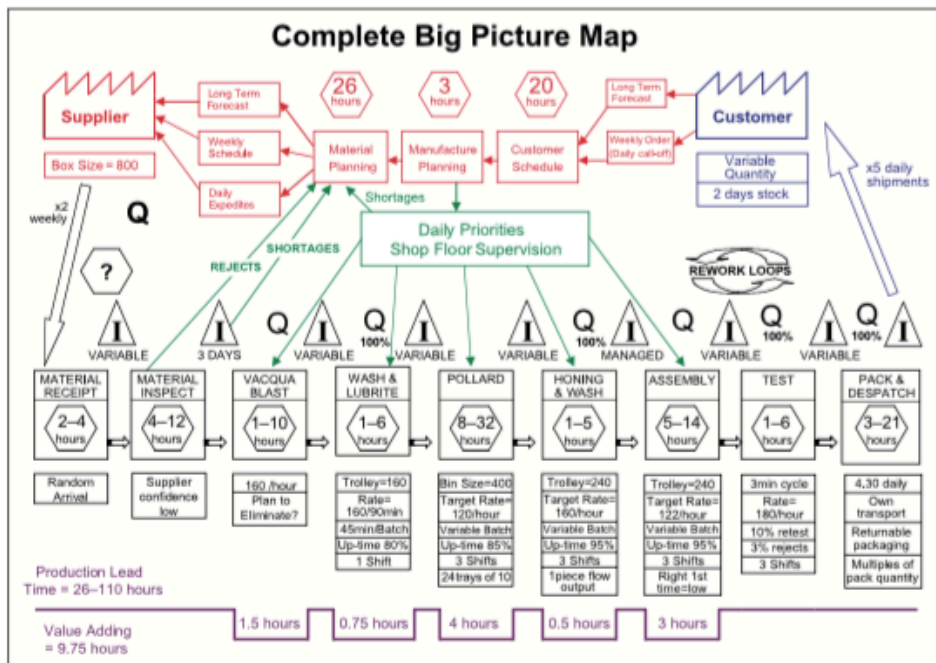 Complete Big Picture Map
26
hours
3
hours
20
hours
Supplier
Long Term
Forecast
Long Term
Forecast
Customer
Box Size = 800
Weekly
Schedule
Material
Planning
Manufacture
Planning
Customer
Schedule
Weekly Order
(Daily call-off)
Variable
Quantity
2 days stock
x5 daily
shipments
Daily
Expedites
x2
weekly
Q
Shortages
Daily Priorities
Shop Floor Supervision
SHORTAGES
REJECTS
?
REWORK LOOPS
I
VARIABLE
I
3 DAYS
Q
I
VARIABLE
Q
100%
I
VARIABLE
I
VARIABLE
Q
100%
I
MANAGED
Q
I
VARIABLE
Q
100%
I
VARIABLE
Q
100%
I
MATERIAL
RECEIPT
2–4
hours
Random
Arrival
MATERIAL
INSPECT
4–12
hours
Supplier
confidence
low
VACQUA
BLAST
1–10
hours
160 /hour
Plan to
Eliminate?
WASH &
LUBRITE
1–6
hours
Trolley=160
Rate=
160/90min
45min/Batch
Up-time 80%
1 Shift
POLLARD
8–32
hours
Bin Size=400
Target Rate=
120/hour
Variable Batch
Up-time 85%
3 Shifts
24trays of 10
HONING
& WASH
1–5
hours
Trolley=240
Target Rate=
160/hour
Variable Batch
Up-time 95%
3 Shifts
1piece flow
output
ASSEMBLY
5–14
hours
Trolley=240
Target Rate=
122/hour
Variable Batch
Up-time 95%
3 Shifts
Right 1st
time=low
TEST
1–6
hours
3min cycle
Rate=
180/hour
10% retest
3% rejects
3 Shifts
PACK &
DESPATCH
3–21
hours
4.30 daily
Own
transport
Returnable
packaging
Multiples of
pack quantity
Production Lead
Time = 26–110 hours
Value Adding
= 9.75 hours
1.5 hours
0.75 hours
4 hours
0.5 hours
3 hours